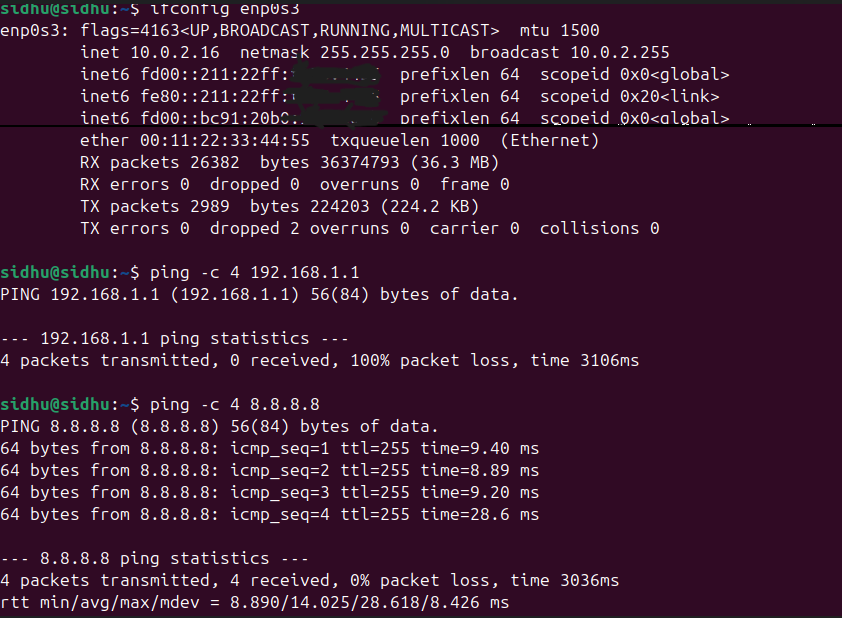 sidhu@sidhu:~$ ifconfig enp0s3
enp0s3: flags=4163<UP,BROADCAST,RUNNING,MULTICAST>  mtu 1500
        inet 10.0.2.16  netmask 255.255.255.0  broadcast 10.0.2.255
        inet6 fd00::211:22ff:  prefixlen 64  scopeid 0x0<global>
        inet6 fe80::211:22ff:  prefixlen 64  scopeid 0x20<link>
        inet6 fd00::bc91:20b0:  prefixlen 64  scopeid 0x0<global>
        ether 00:11:22:33:44:55  txqueuelen 1000  (Ethernet)
        RX packets 26382  bytes 36374793 (36.3 MB)
        RX errors 0  dropped 0  overruns 0  frame 0
        TX packets 2989  bytes 224203 (224.2 KB)
        TX errors 0  dropped 2 overruns 0  carrier 0  collisions 0

sidhu@sidhu:~$ ping -c 4 192.168.1.1
PING 192.168.1.1 (192.168.1.1) 56(84) bytes of data.

--- 192.168.1.1 ping statistics ---
4 packets transmitted, 0 received, 100% packet loss, time 3106ms

sidhu@sidhu:~$ ping -c 4 8.8.8.8
PING 8.8.8.8 (8.8.8.8) 56(84) bytes of data.
64 bytes from 8.8.8.8: icmp_seq=1 ttl=255 time=9.40 ms
64 bytes from 8.8.8.8: icmp_seq=2 ttl=255 time=8.89 ms
64 bytes from 8.8.8.8: icmp_seq=3 ttl=255 time=9.20 ms
64 bytes from 8.8.8.8: icmp_seq=4 ttl=255 time=28.6 ms

--- 8.8.8.8 ping statistics ---
4 packets transmitted, 4 received, 0% packet loss, time 3036ms
rtt min/avg/max/mdev = 8.890/14.025/28.618/8.426 ms